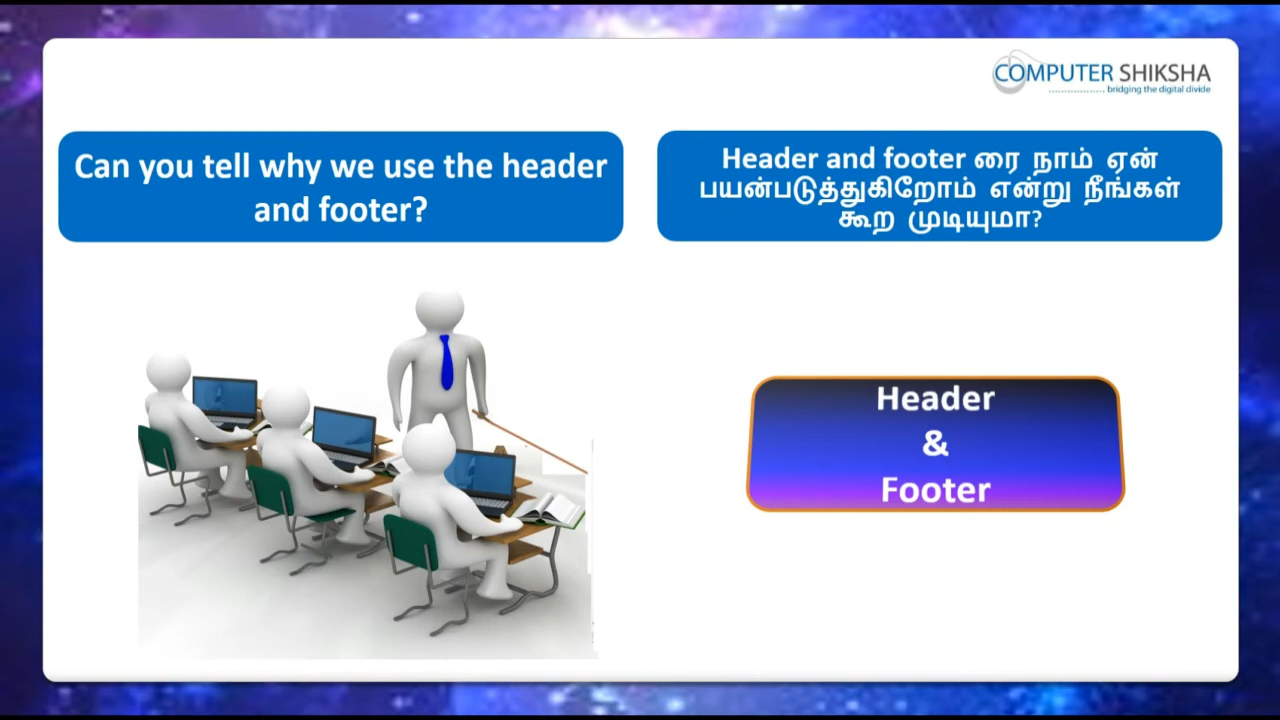 COMPUTER SHIKSHA
bridging the digital divide
Can you tell why we use the header
and footer?
Header and footer ரை நாம் ஏன்
பயன்படுத்துகிறோம் என்று நீங்கள்
கூற முடியுமா?
Header
&
Footer